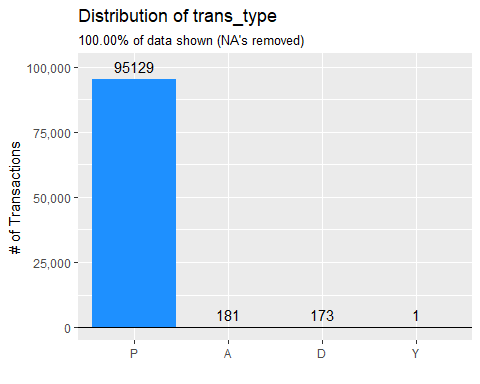 Distribution of trans_type
100.00% of data shown (NA's removed)
# of Transactions
100,000
75,000
50,000
25,000
0
95129
181
173
1
P
A
D
Y